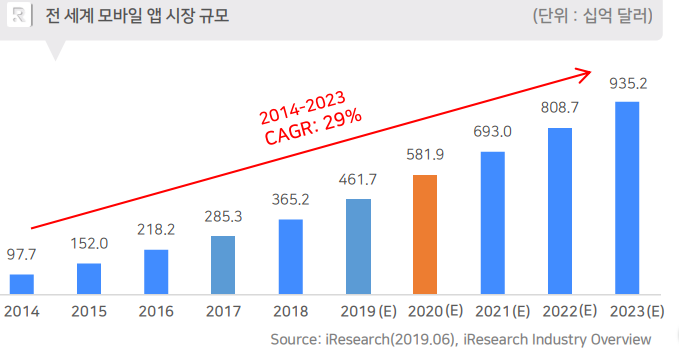 전 세계 모바일 앱 시장 규모
(단위 : 십억 달러)
2014-2023
CAGR: 29%
97.7
152.0
218.2
285.3
365.2
461.7
581.9
693.0
808.7
935.2
2014
2015
2016
2017
2018
2019 (E)
2020 (E)
2021 (E)
2022 (E)
2023 (E)
Source: iResearch(2019.06), iResearch Industry Overview